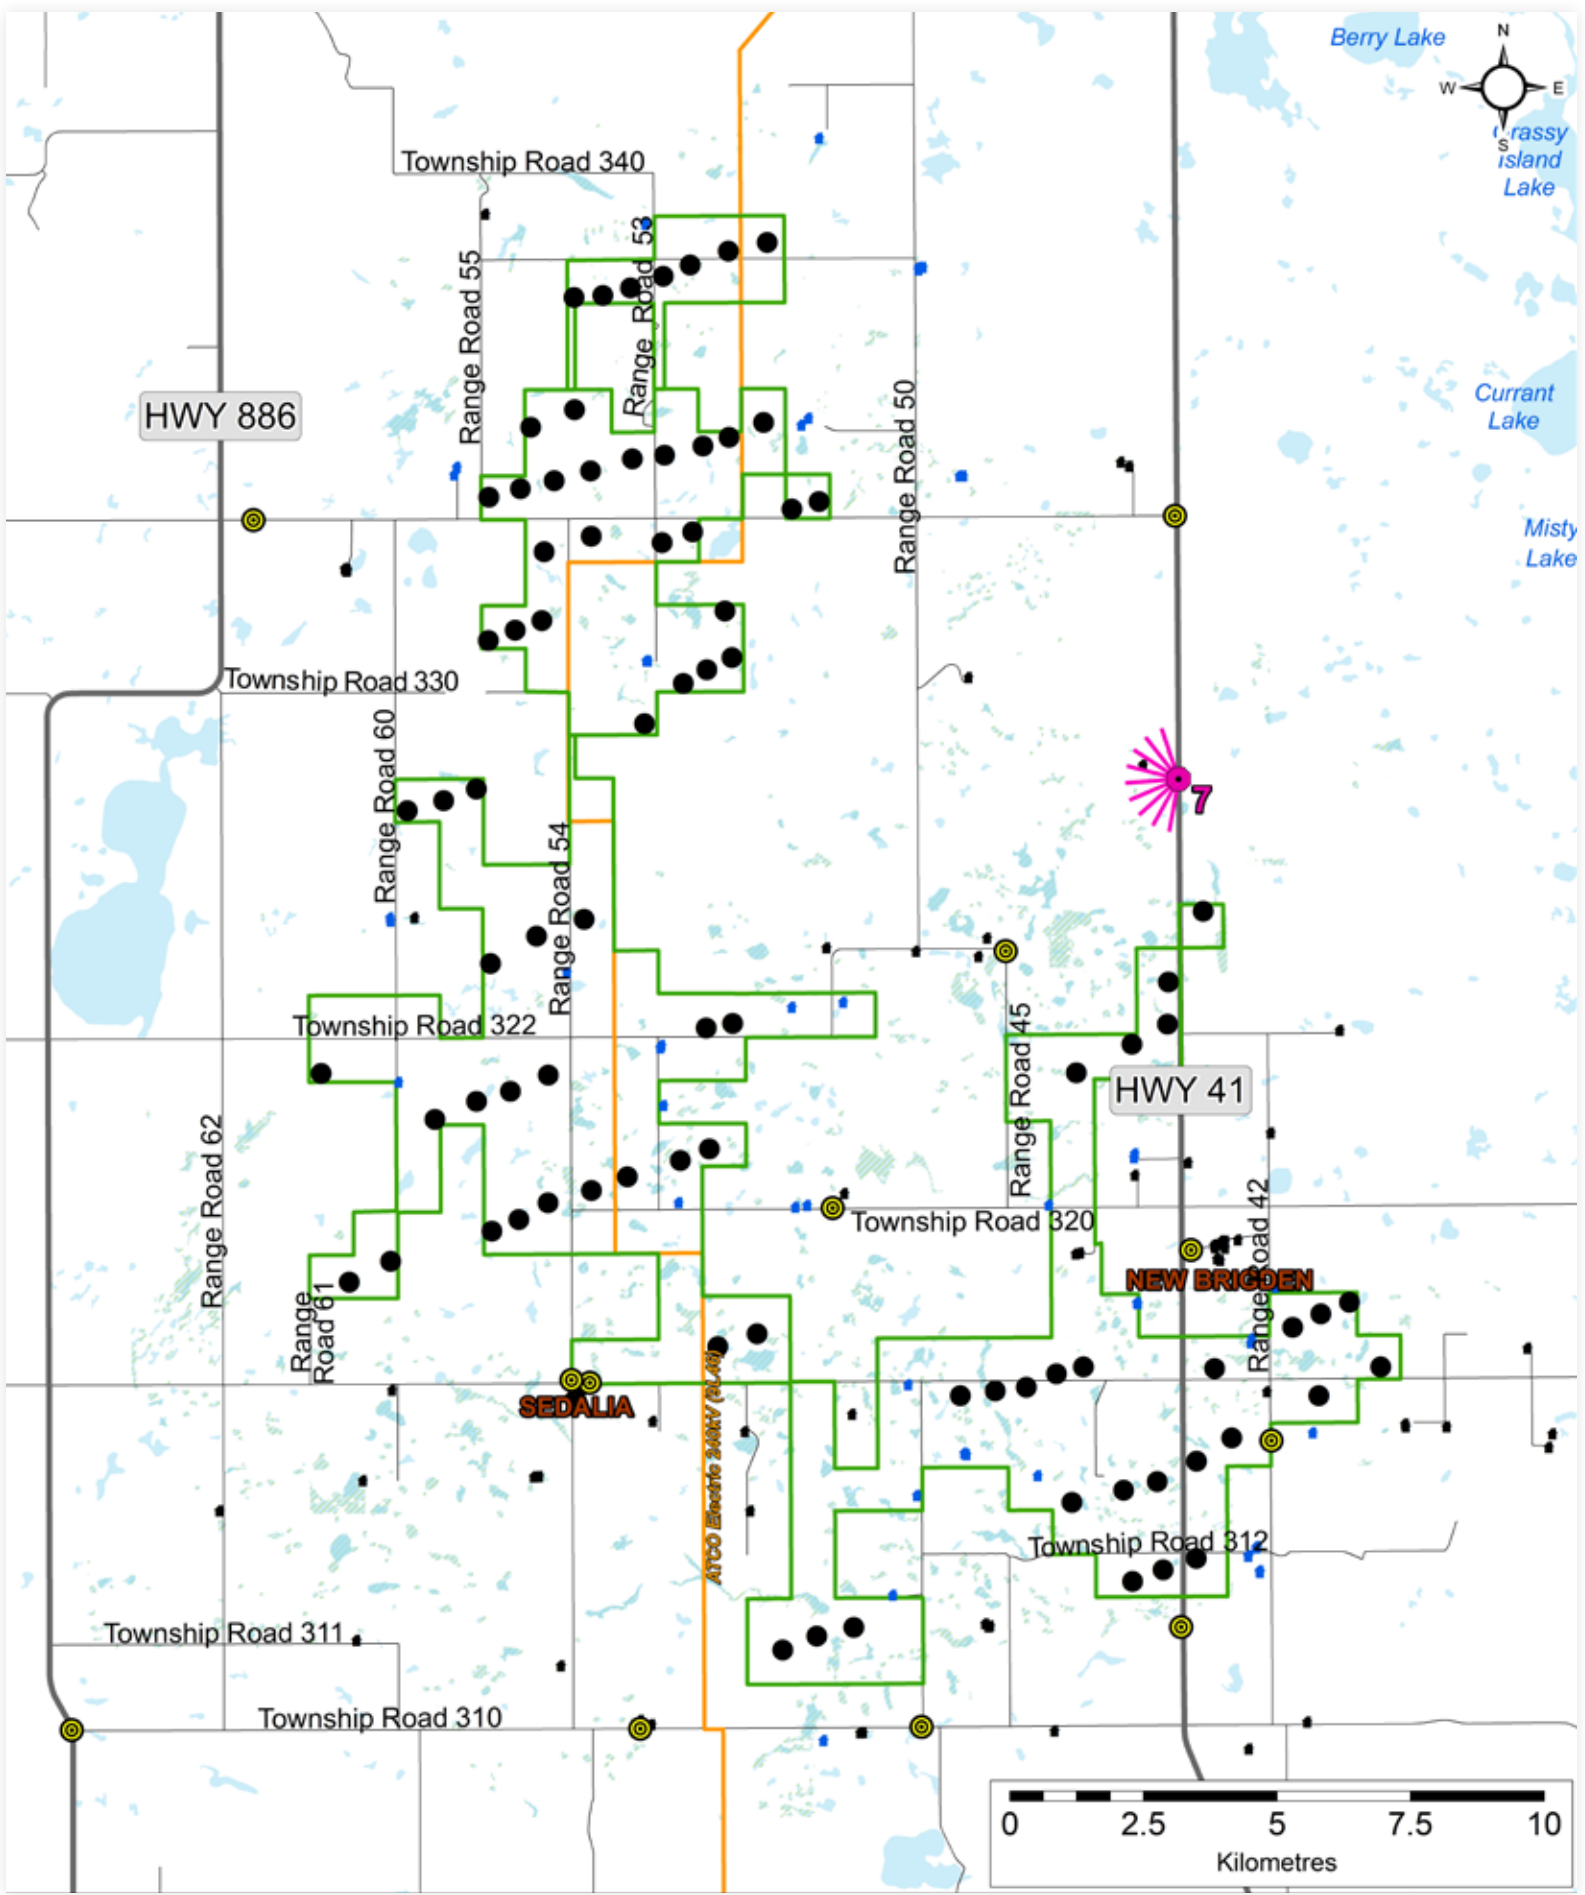 Berry Lake
N
W
E
S
Grassy
Island
Lake
Township Road 340
Range Road 53
Range Road 55
HWY 886
Range Road 50
Currant
Lake
Misty
Lake
Township Road 330
Range Road 60
7
Range Road 54
Township Road 322
Range Road 45
HWY 41
Range Road 62
Township Road 320
Range Road 42
NEW BRIGDEN
Range
Road 61
SEDALIA
ATCO Electric 240kV (9L46)
Township Road 312
Township Road 311
Township Road 310
0
2.5
5
7.5
10
Kilometres